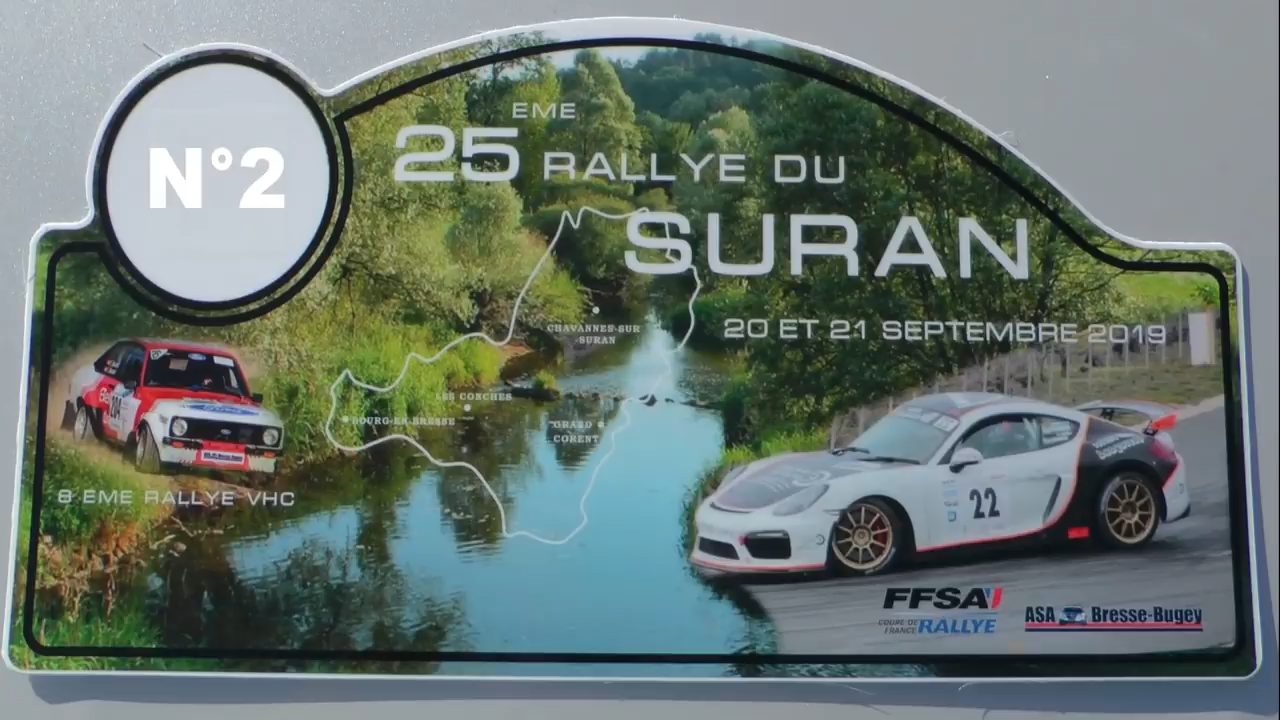 N°2
EME
25 RALLYE DU
SURAN
20 ET 21 SEPTEMBRE 2019
CHAVANNES-SUR
-SURAN
LES CONCHES
BOURG-EN-BRESSE
GRAND
CORENT
8 EME RALLYE VHC
22
FFSA
COUPE DE
FRANCE RALLYE
ASA Bresse-Bugey